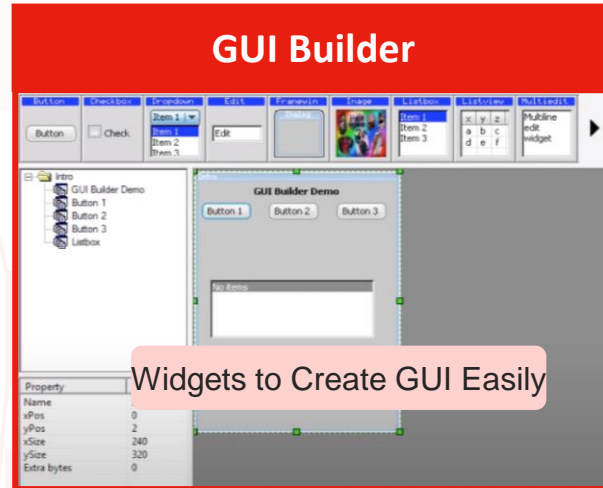 GUI Builder
Button Checkbox Dropdown Edit Framewin Image Listbox Listview Multiedit
Button
Check
Item 1
Item 1
Item 2
Item 3
Edit
Dialog
Item 1
Item 2
Item 3
x y z
a b c
d e f
Multiline
edit
widget
Intro
GUI Builder Demo
Button 1
Button 2
Button 3
Listbox
Intro
GUI Builder Demo
Button 1 Button 2 Button 3
No items
Widgets to Create GUI Easily
Property
Name
xPos 0
yPos 2
xSize 240
ySize 320
Extra bytes 0